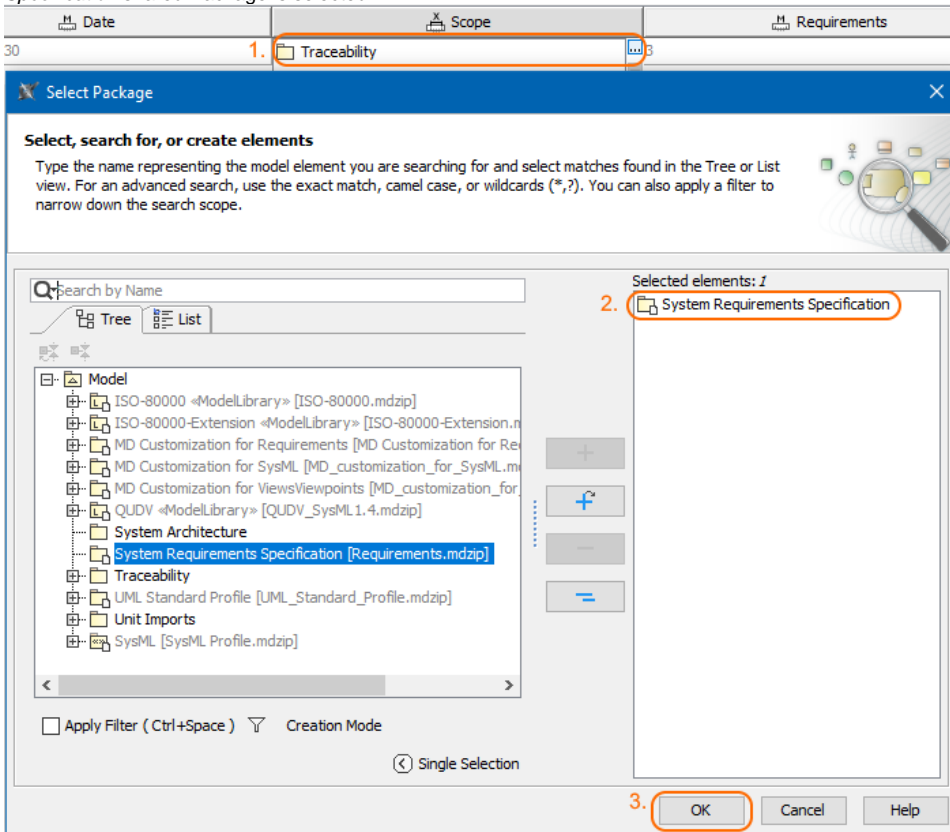 Date
Scope
Requirements
30
1.
Traceability
...
3
Select Package
Select, search for, or create elements
Type the name representing the model element you are searching for and select matches found in the Tree or List
view. For an advanced search, use the exact match, camel case, or wildcards (*,?). You can also apply a filter to
narrow down the search scope.
Search by Name
Tree
List
Model
ISO-80000 «ModelLibrary» [ISO-80000.mdzip]
ISO-80000-Extension «ModelLibrary» [ISO-80000-Extension.m
MD Customization for Requirements [MD Customization for Re
MD Customization for SysML [MD_customization_for_SysML.m
MD Customization for ViewsViewpoints [MD_customization_for_
QUDV «ModelLibrary» [QUDV_SysML1.4.mdzip]
System Architecture
System Requirements Specification [Requirements.mdzip]
Traceability
UML Standard Profile [UML_Standard_Profile.mdzip]
Unit Imports
SysML [SysML Profile.mdzip]
Apply Filter ( Ctrl+Space )
Creation Mode
Single Selection
Selected elements: 1
2.
System Requirements Specification
3.
OK
Cancel
Help